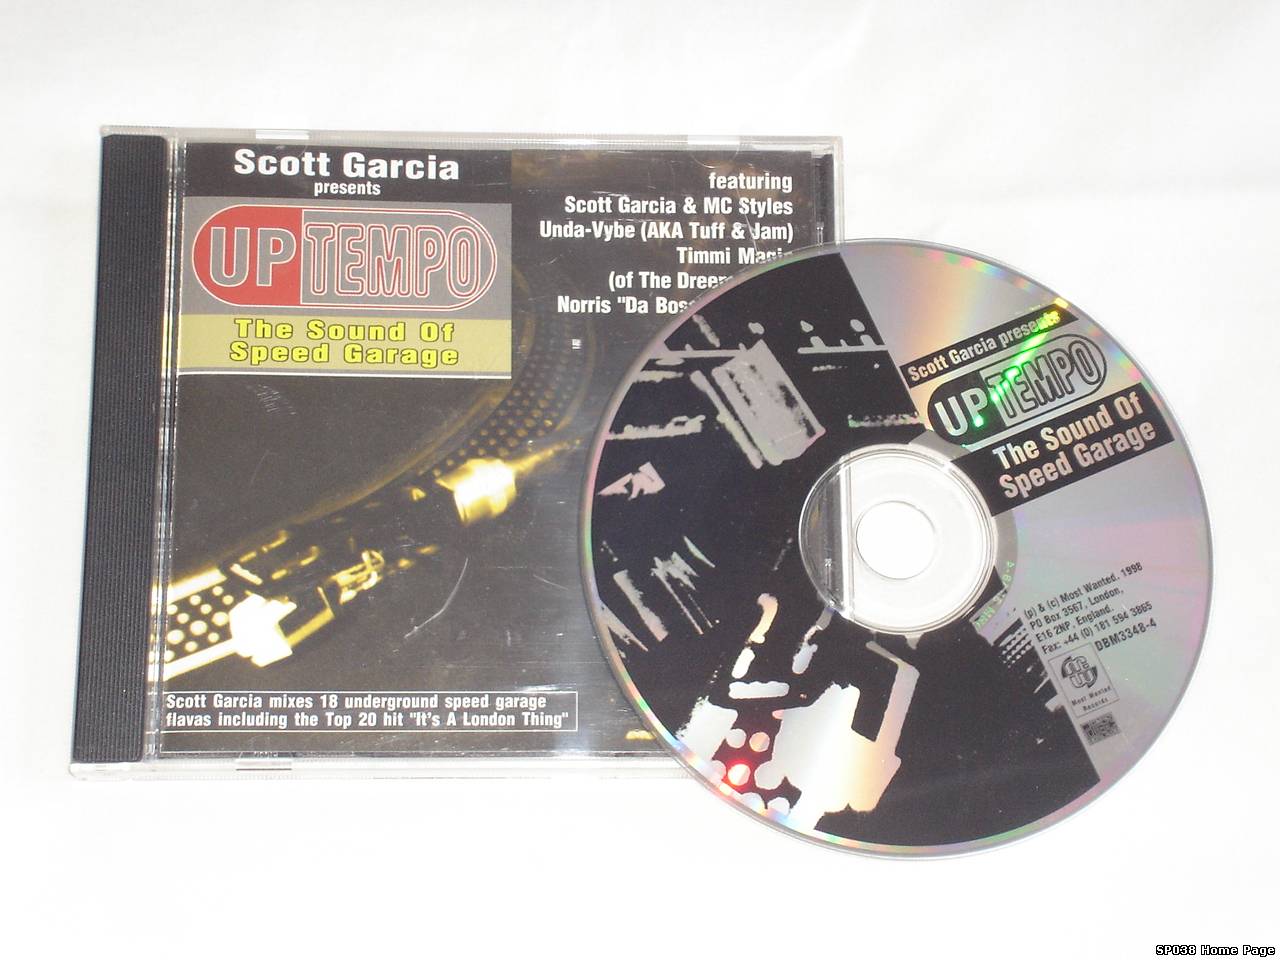 Scott Garcia
presents
UP TEMPO
The Sound Of
Speed Garage
featuring
Scott Garcia & MC Styles
Unda-Vybe (AKA Tuff & Jam)
Timmi Magic
(of The
Norris "Da
Scott Garcia mixes 18 underground speed garage
flavas including the Top 20 hit "It's A London Thing"
Scott Garcia presents
UP TEMPO
The Sound Of
Speed Garage
(p) & (c) Most Wanted. 1998
PO Box 3567, London,
E16 2NP, England.
Fax: +44 (0) 181 594 3865
DBM3348-4
Most Wanted
Records
SP038 Home Page